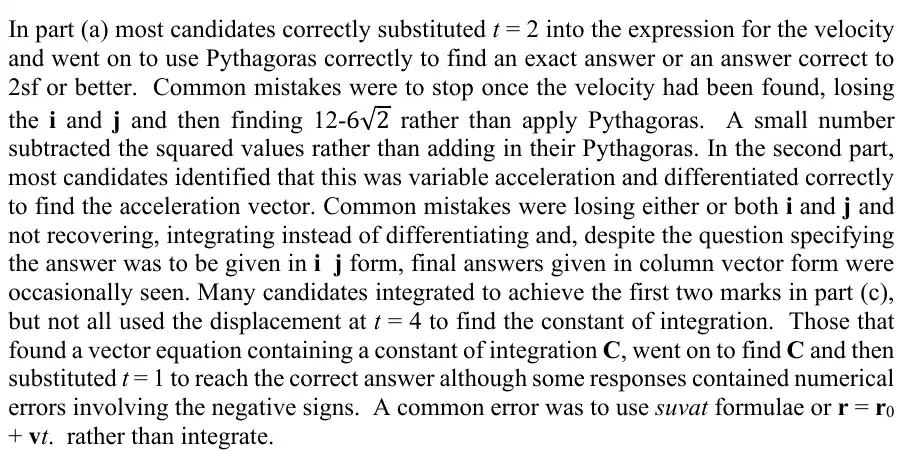 In part (a) most candidates correctly substituted t = 2 into the expression for the velocity
and went on to use Pythagoras correctly to find an exact answer or an answer correct to
2sf or better.  Common mistakes were to stop once the velocity had been found, losing
the i and j and then finding 12-6√2 rather than apply Pythagoras.  A small number
subtracted the squared values rather than adding in their Pythagoras. In the second part,
most candidates identified that this was variable acceleration and differentiated correctly
to find the acceleration vector. Common mistakes were losing either or both i and j and
not recovering, integrating instead of differentiating and, despite the question specifying
the answer was to be given in i  j form, final answers given in column vector form were
occasionally seen. Many candidates integrated to achieve the first two marks in part (c),
but not all used the displacement at t = 4 to find the constant of integration.  Those that
found a vector equation containing a constant of integration C, went on to find C and then
substituted t = 1 to reach the correct answer although some responses contained numerical
errors involving the negative signs.  A common error was to use suvat formulae or r = r₀
+ vt.  rather than integrate.